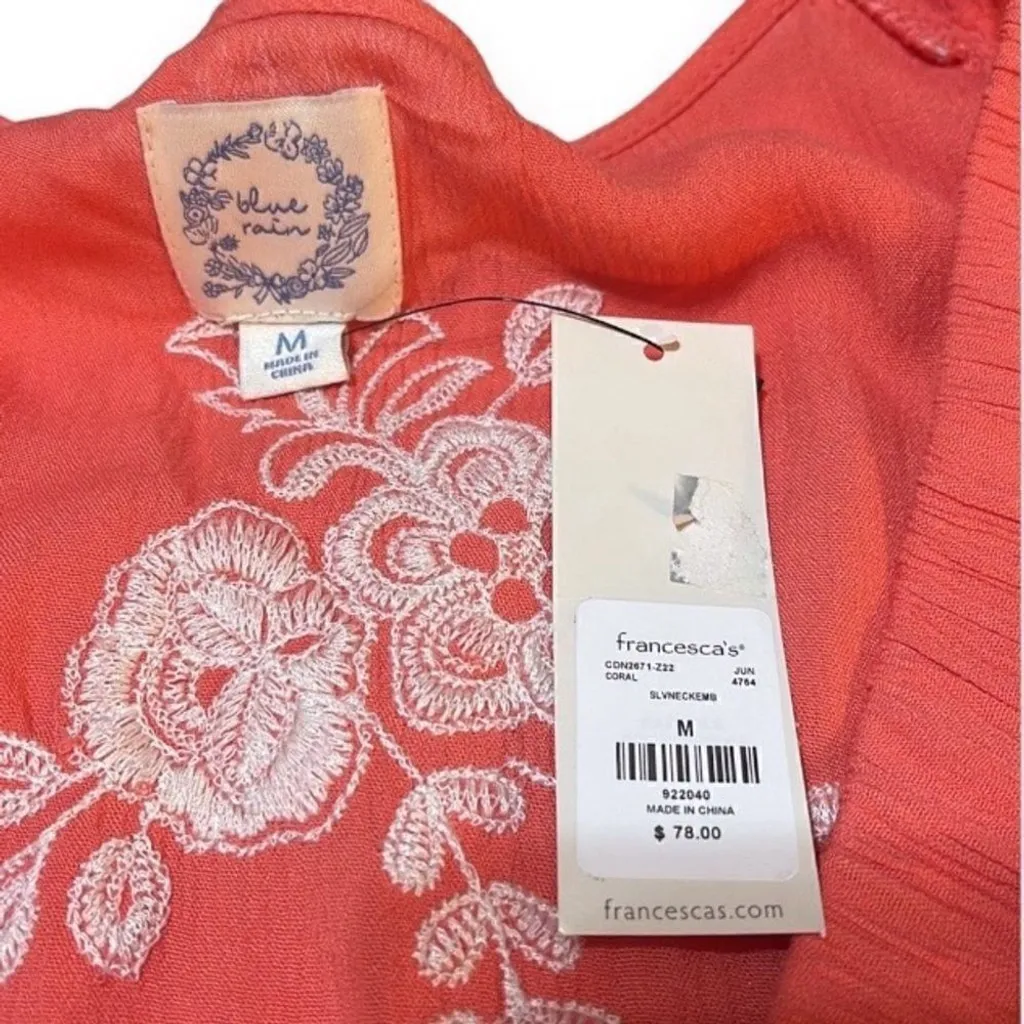 blue
rain
M
MADE IN
CHINA
francesca's®
CDN2671-Z22 JUN
CORAL 4764
SLVNECKEMB
M
922040
MADE IN CHINA
$ 78.00
francescas.com